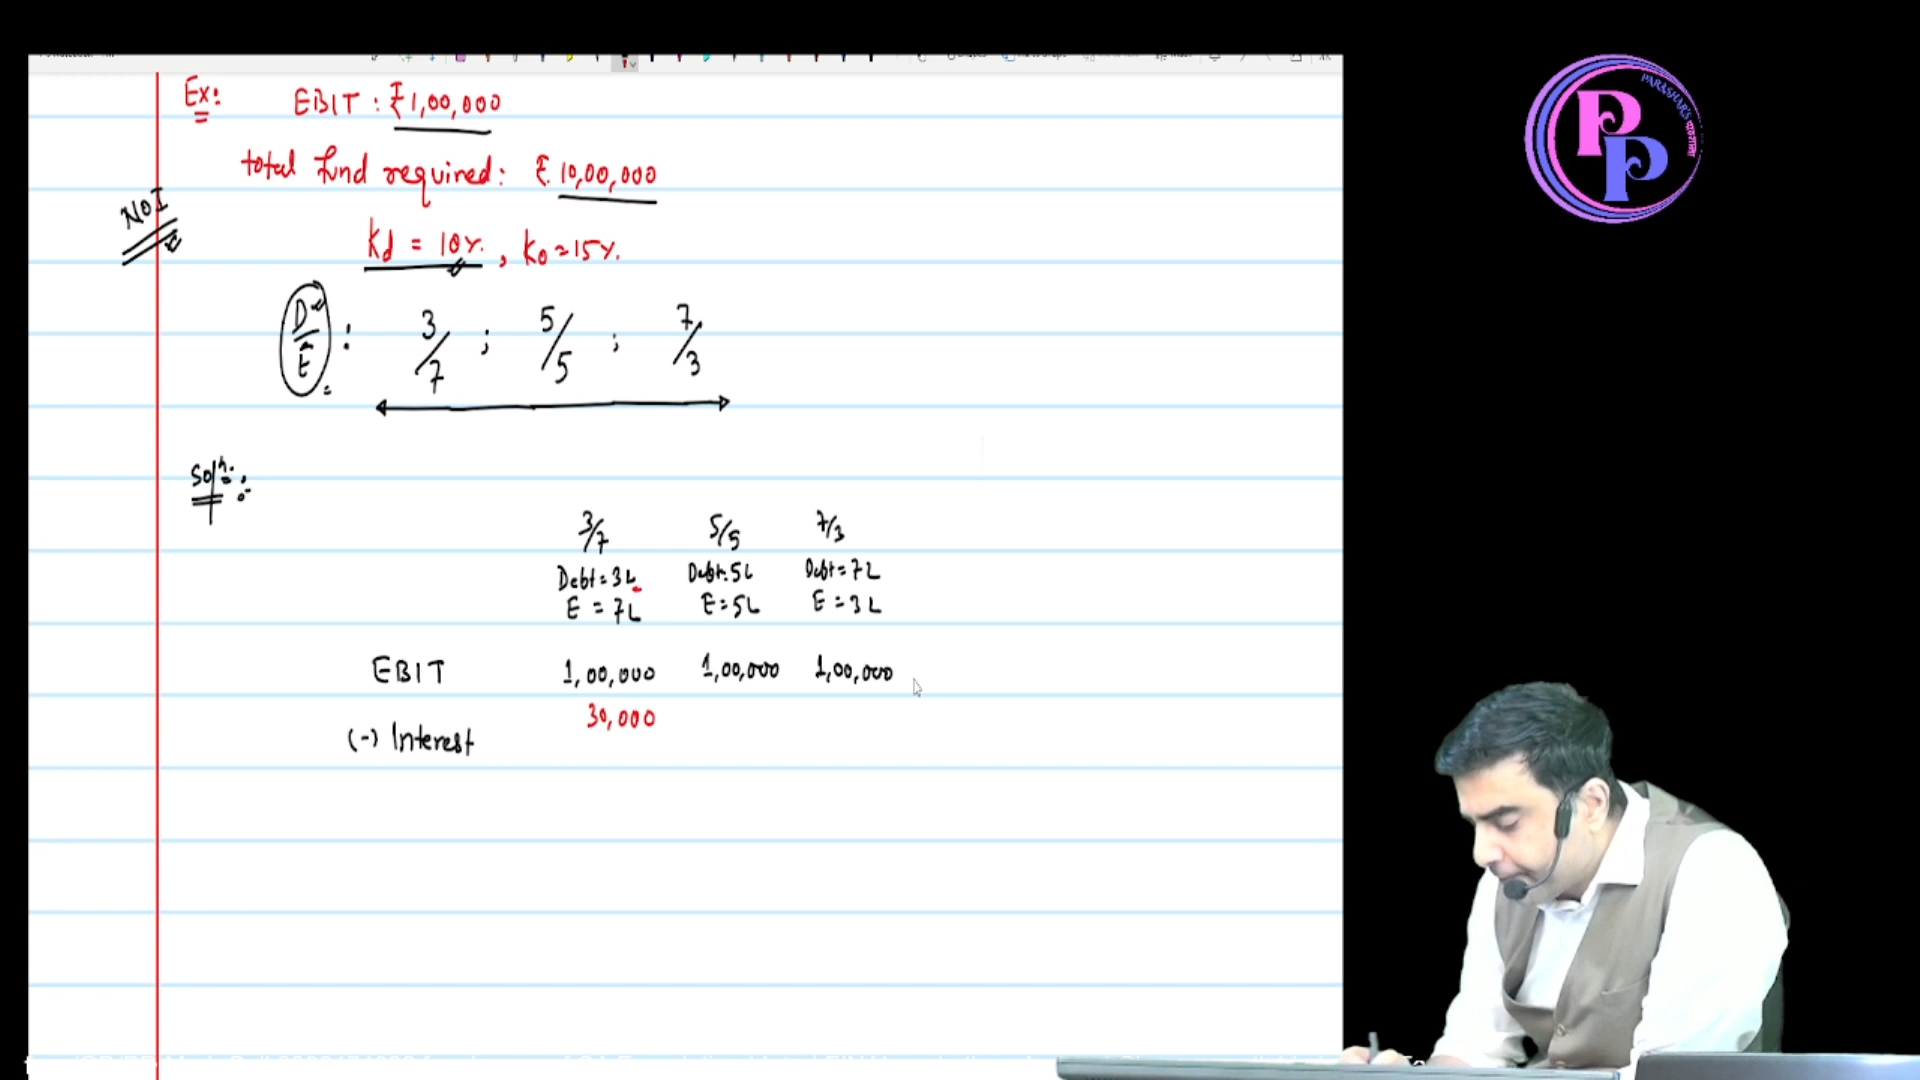 Ex:
EBIT : ₹1,00,000
total fund required: ₹ 10,00,000
NOI
Kd = 10%, Ko = 15%
D/E : 3/7 ; 5/5 ; 7/3
Soln. :-
3/7 5/5 7/3
Debt = 3L Debt = 5L Debt = 7L
E = 7L E = 5L E = 3L
EBIT 1,00,000 1,00,000 1,00,000
30,000
(-) Interest
PARASHAR'S
PP